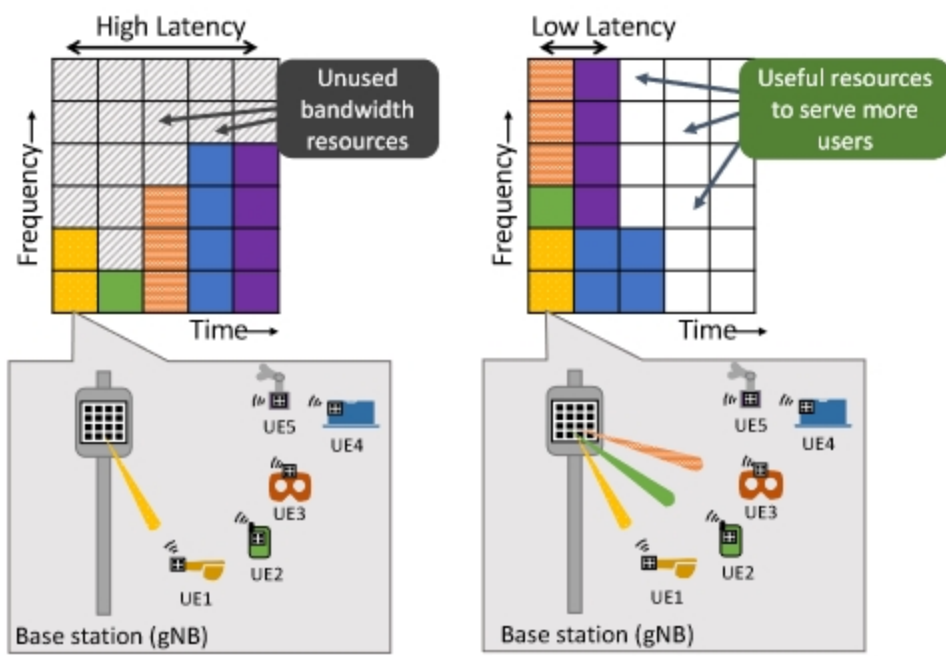 High Latency
Unused
bandwidth
resources
Frequency
Time
UE5
UE4
UE3
UE2
UE1
Base station (gNB)
Low Latency
Useful resources
to serve more
users
Frequency
Time
UE5
UE4
UE3
UE2
UE1
Base station (gNB)